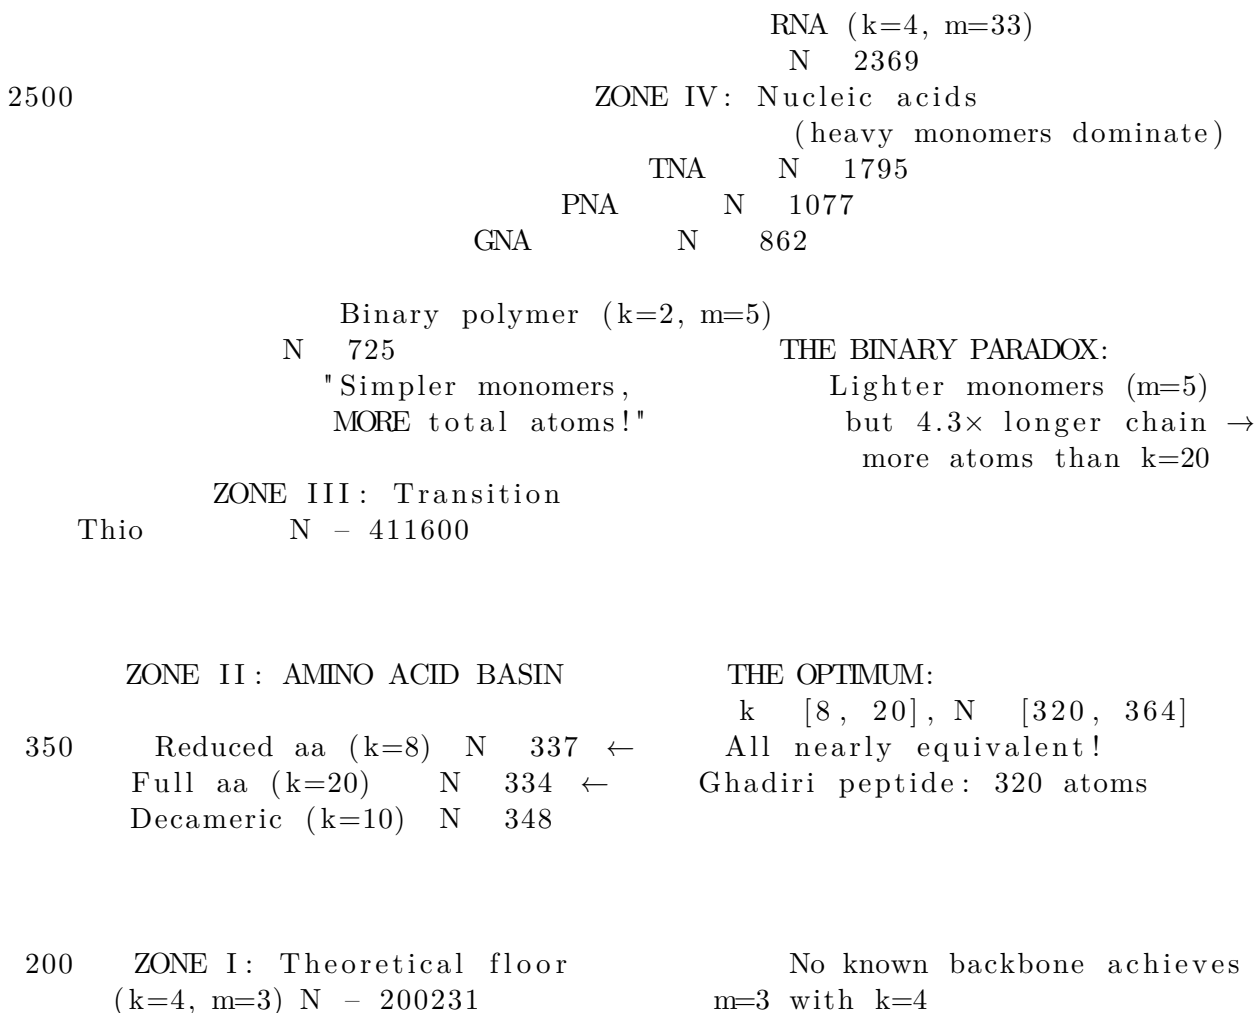 RNA (k=4, m=33)
N 2369
2500 ZONE IV: Nucleic acids
(heavy monomers dominate)
TNA N 1795
PNA N 1077
GNA N 862
Binary polymer (k=2, m=5)
N 725 THE BINARY PARADOX:
"Simpler monomers, Lighter monomers (m=5)
MORE total atoms!" but 4.3× longer chain →
more atoms than k=20
ZONE III: Transition
Thio N – 411600
ZONE II: AMINO ACID BASIN THE OPTIMUM:
k [8, 20], N [320, 364]
350 Reduced aa (k=8) N 337 ← All nearly equivalent!
Full aa (k=20) N 334 ← Ghadiri peptide: 320 atoms
Decameric (k=10) N 348
200 ZONE I: Theoretical floor No known backbone achieves
(k=4, m=3) N – 200231 m=3 with k=4